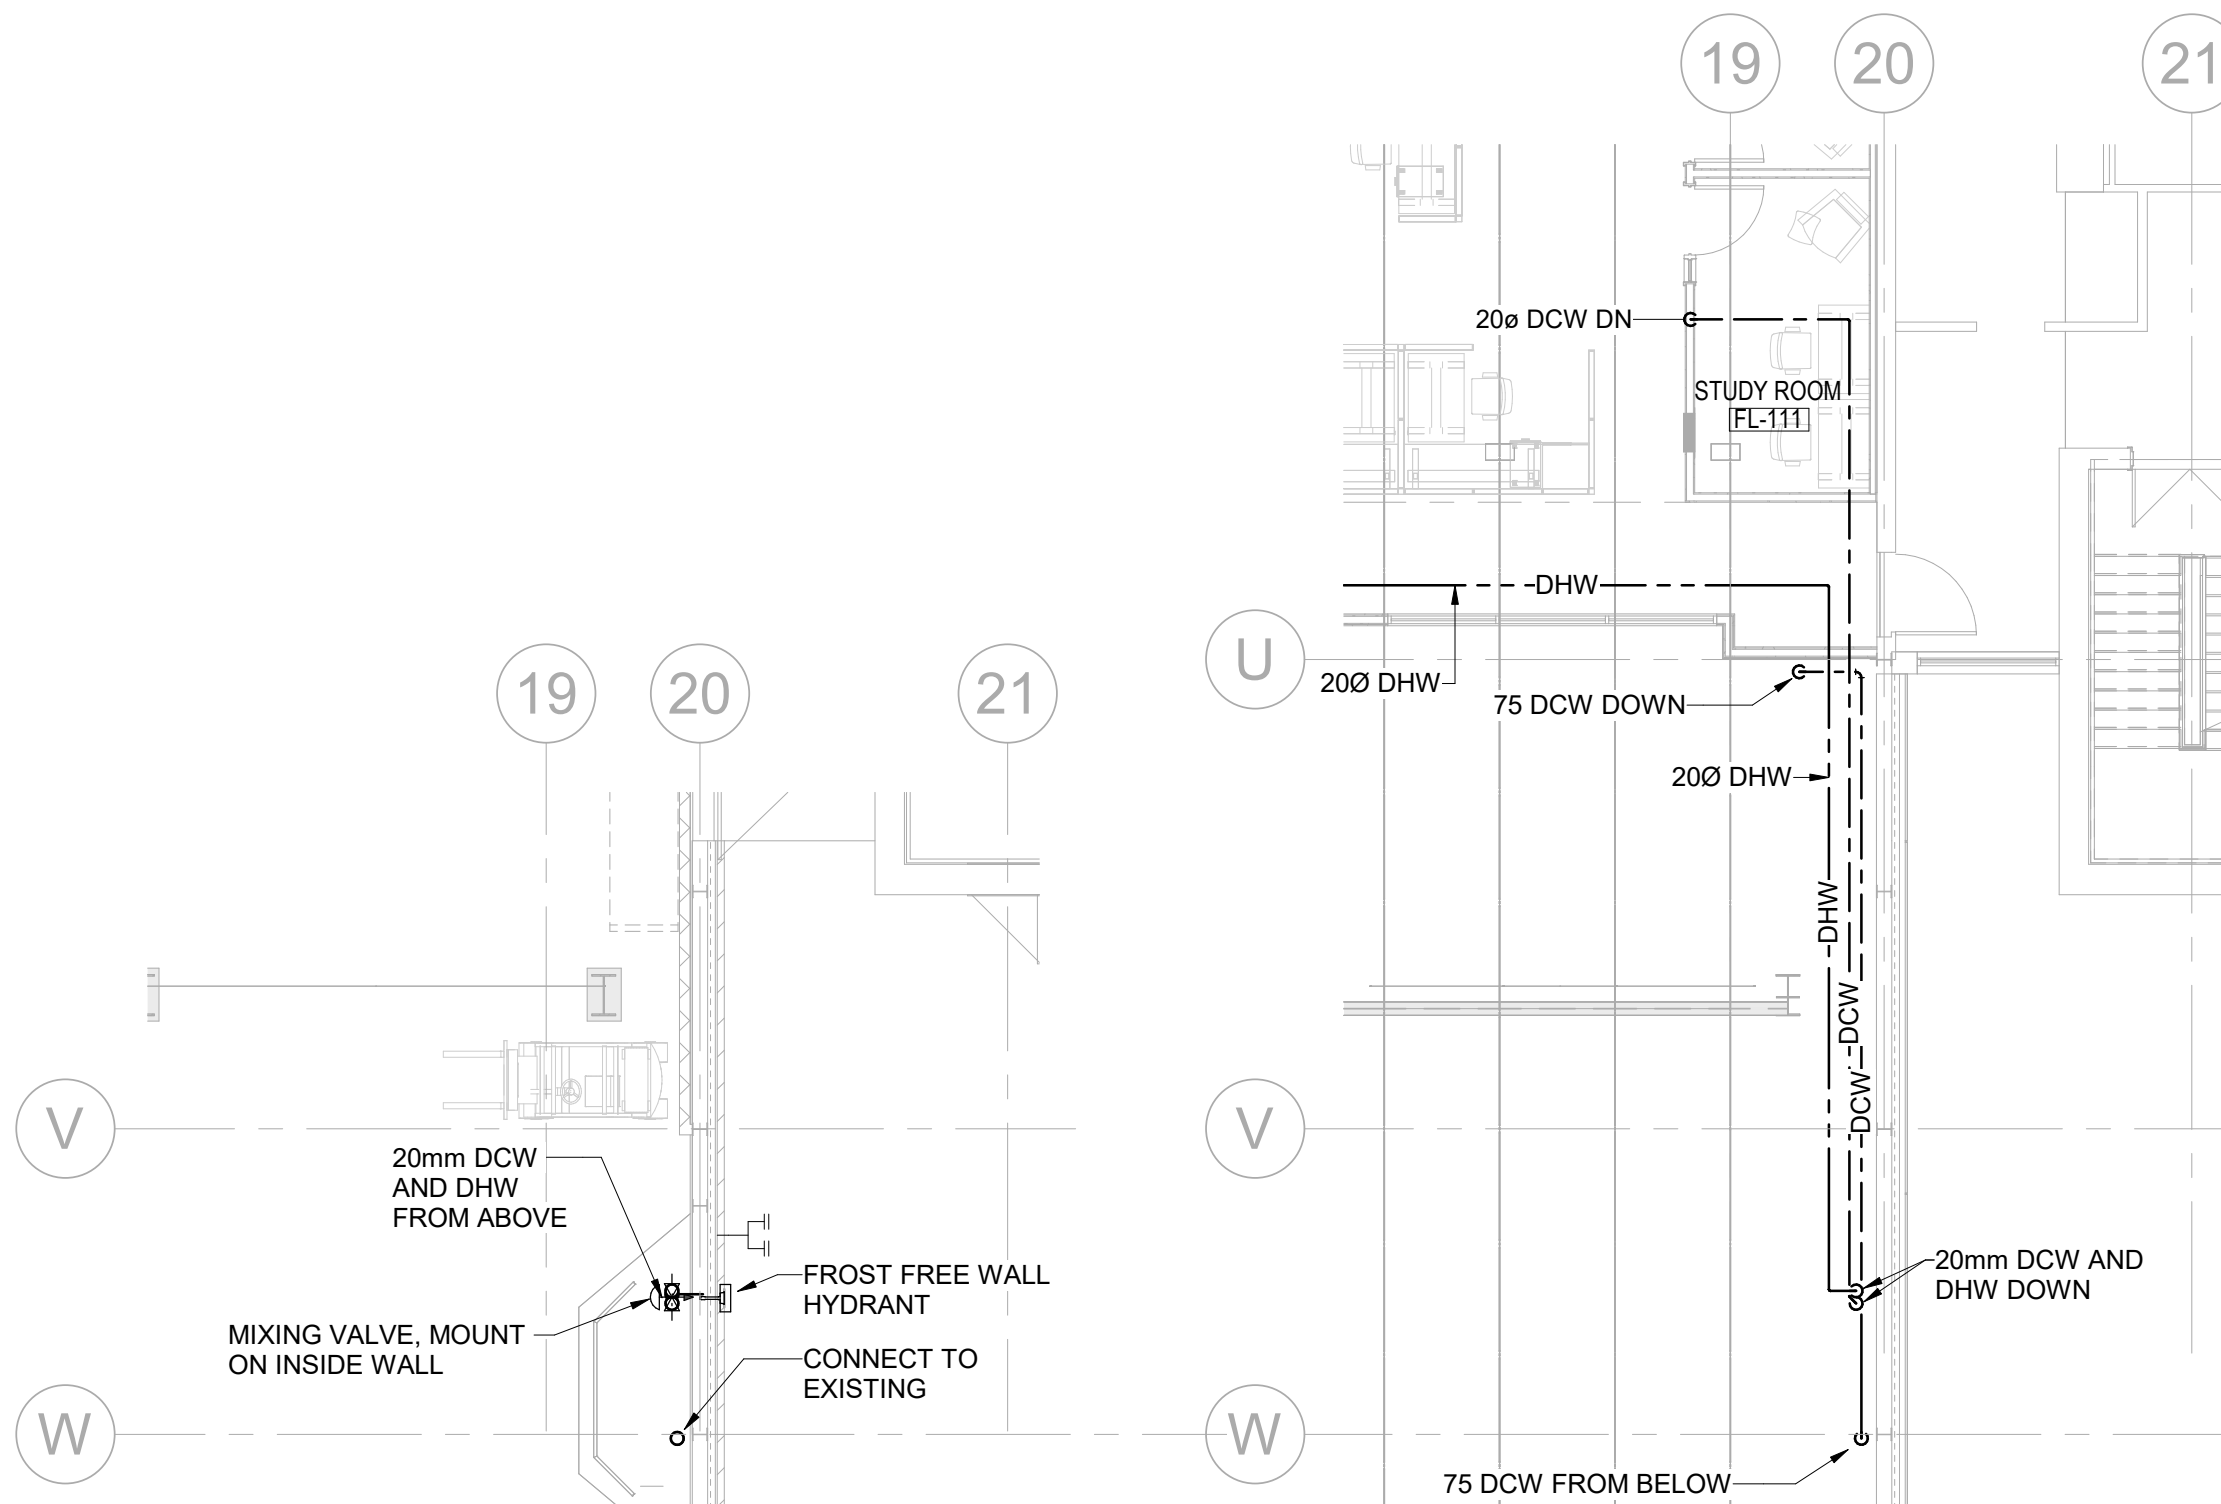 19
20
21
20ø DCW DN
STUDY ROOM
FL-111
DHW
U
20Ø DHW
75 DCW DOWN
20Ø DHW
DHW
DCW
DCW
V
20mm DCW AND
DHW DOWN
W
75 DCW FROM BELOW
19
20
21
V
20mm DCW
AND DHW
FROM ABOVE
FROST FREE WALL
HYDRANT
MIXING VALVE, MOUNT
ON INSIDE WALL
CONNECT TO
EXISTING
W